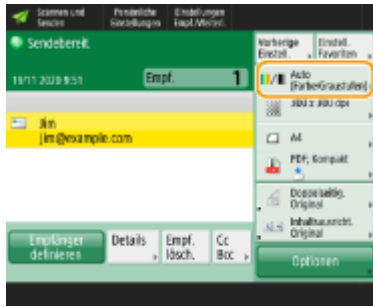 Scannen und
Senden
Persönliche
Einstellungen
Einstellungen
Empf./Weiterl.
Sendebereit.
Vorherige
Einstell.
Einstell.
Favoriten
19/11 2020 9:51
Empf.
1
Auto
(Farbe/Graustufen)
300 x 300 dpi
Jim
jim@example.com
A4
PDF; Kompakt
Doppelseitig.
Original
Inhaltsausricht.
Original
Empfänger
definieren
Details
Empf.
lösch.
Cc
Bcc
Optionen